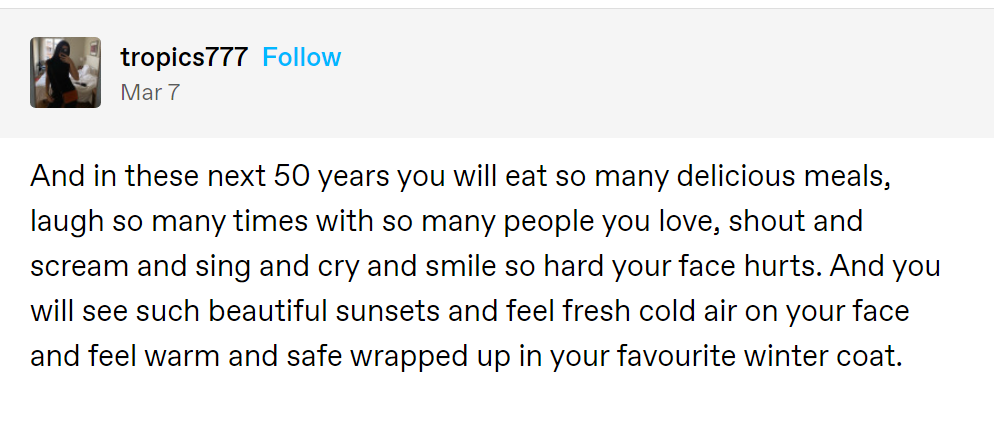 tropics777 Follow
Mar 7
And in these next 50 years you will eat so many delicious meals,
laugh so many times with so many people you love, shout and
scream and sing and cry and smile so hard your face hurts. And you
will see such beautiful sunsets and feel fresh cold air on your face
and feel warm and safe wrapped up in your favourite winter coat.